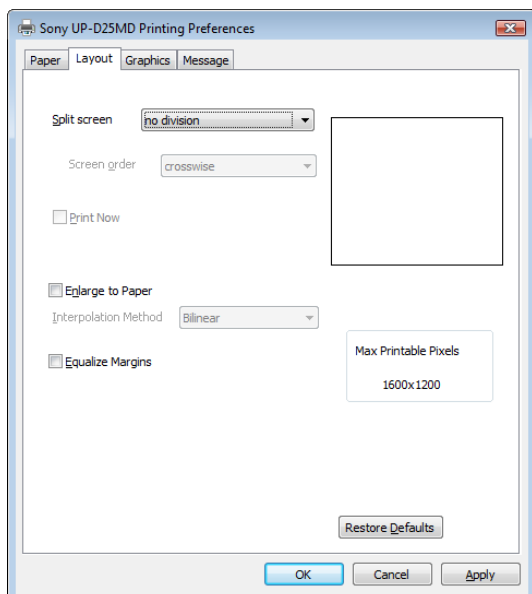 Sony UP-D25MD Printing Preferences
Paper Layout Graphics Message
Split screen no division
Screen order crosswise
Print Now
Enlarge to Paper
Interpolation Method Bilinear
Equalize Margins
Max Printable Pixels
1600x1200
Restore Defaults
OK Cancel Apply